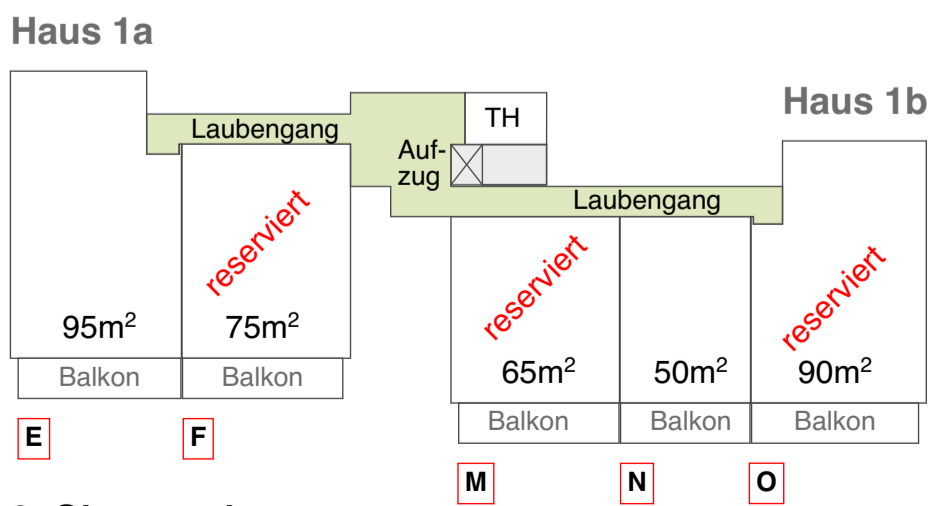 Haus 1a
Haus 1b
TH
Laubengang
Auf-
zug
Laubengang
reserviert
reserviert
reserviert
95m²
75m²
65m²
50m²
90m²
Balkon
Balkon
Balkon
Balkon
Balkon
E
F
M
N
O